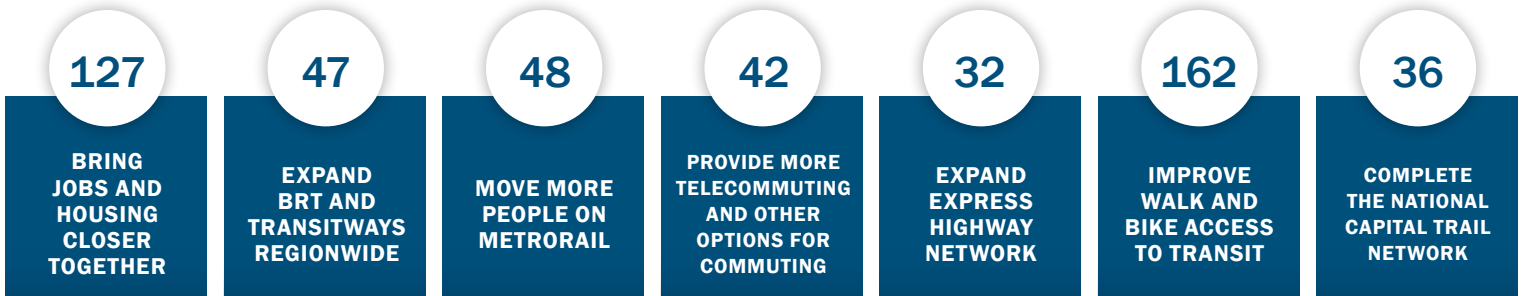 127
BRING
JOBS AND
HOUSING
CLOSER
TOGETHER
47
EXPAND
BRT AND
TRANSITWAYS
REGIONWIDE
48
MOVE MORE
PEOPLE ON
METRORAIL
42
PROVIDE MORE
TELECOMMUTING
AND OTHER
OPTIONS FOR
COMMUTING
32
EXPAND
EXPRESS
HIGHWAY
NETWORK
162
IMPROVE
WALK AND
BIKE ACCESS
TO TRANSIT
36
COMPLETE
THE NATIONAL
CAPITAL TRAIL
NETWORK